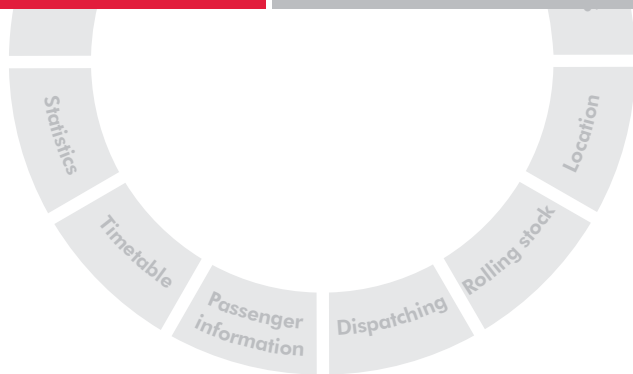 Statistics
Timetable
Passenger
information
Dispatching
Rolling stock
Location